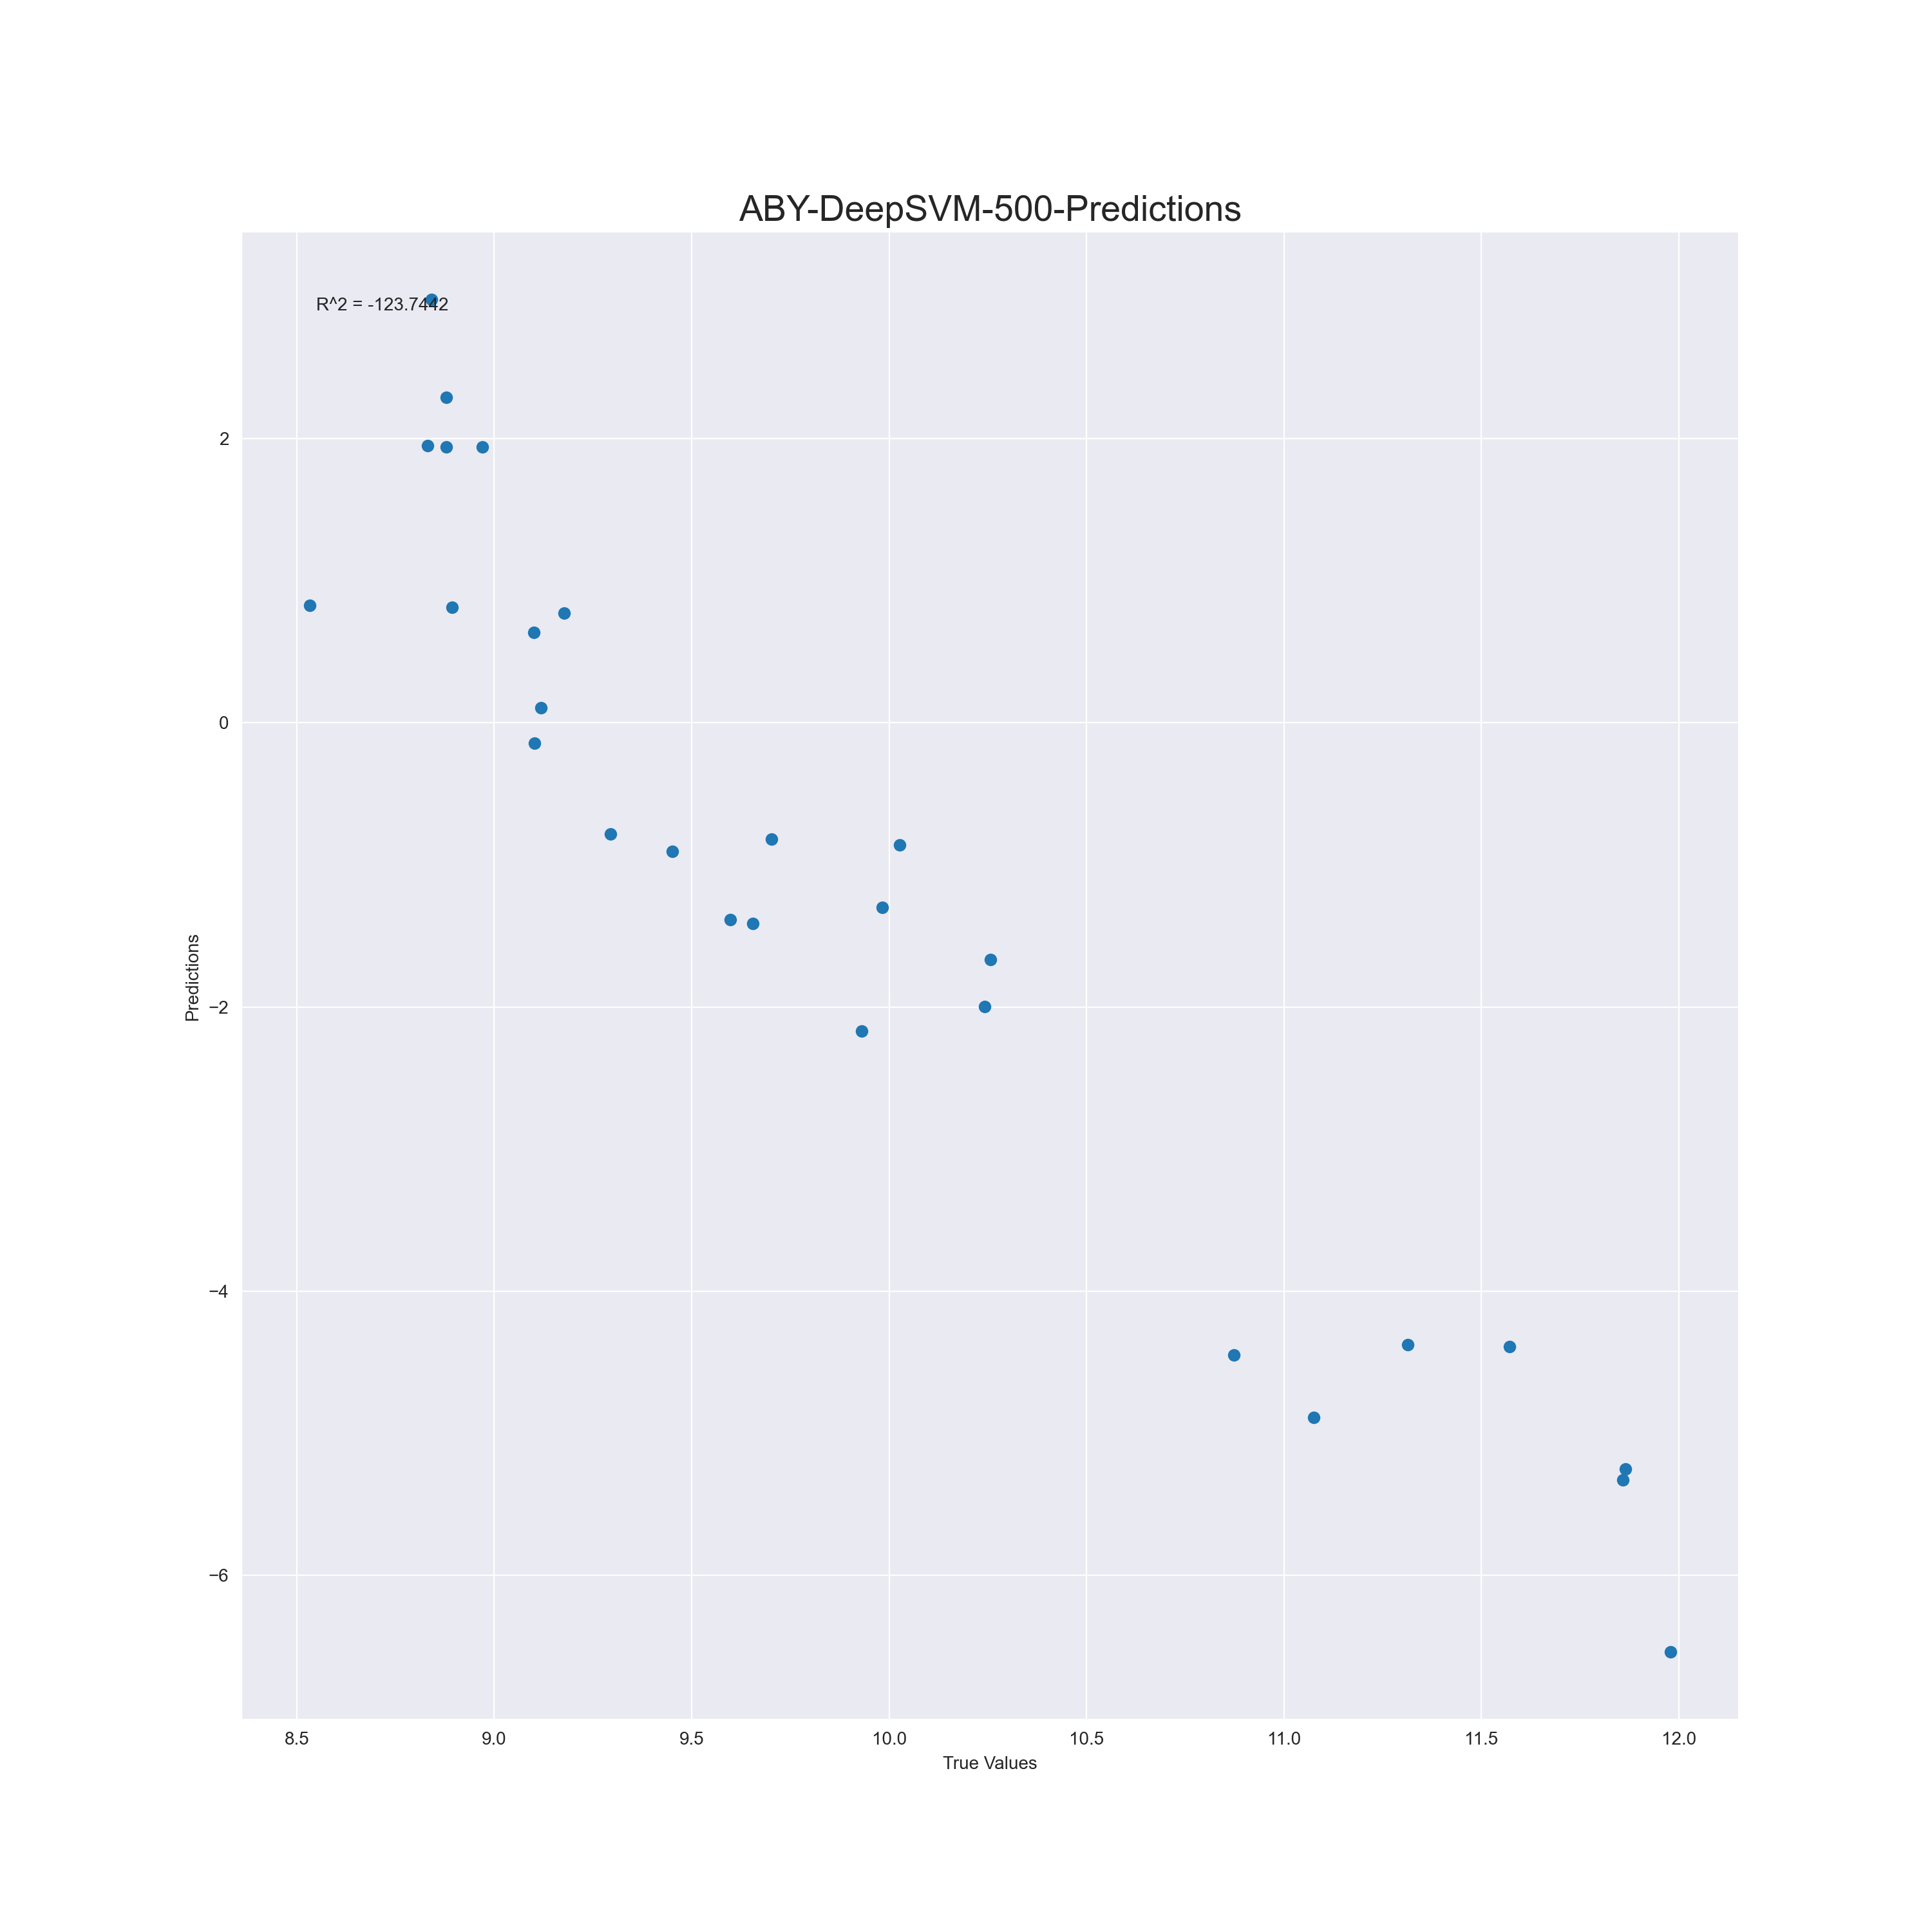 ABY-DeepSVM-500-Predictions
R^2 = -123.7442
2
0
−2
−4
−6
Predictions
8.5 9.0 9.5 10.0 10.5 11.0 11.5 12.0
True Values